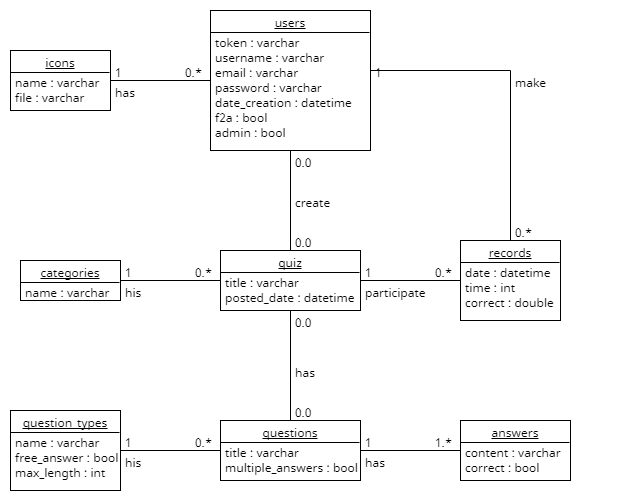 users
token : varchar
username : varchar
email : varchar
password : varchar
date_creation : datetime
f2a : bool
admin : bool
icons
name : varchar
file : varchar
1
0.*
has
1
make
0.0
create
0.0
0.*
categories
name : varchar
1
0.*
his
quiz
title : varchar
posted_date : datetime
1
0.*
participate
records
date : datetime
time : int
correct : double
0.0
has
0.0
question_types
name : varchar
free_answer : bool
max_length : int
1
0.*
his
questions
title : varchar
multiple_answers : bool
1
1.*
has
answers
content : varchar
correct : bool